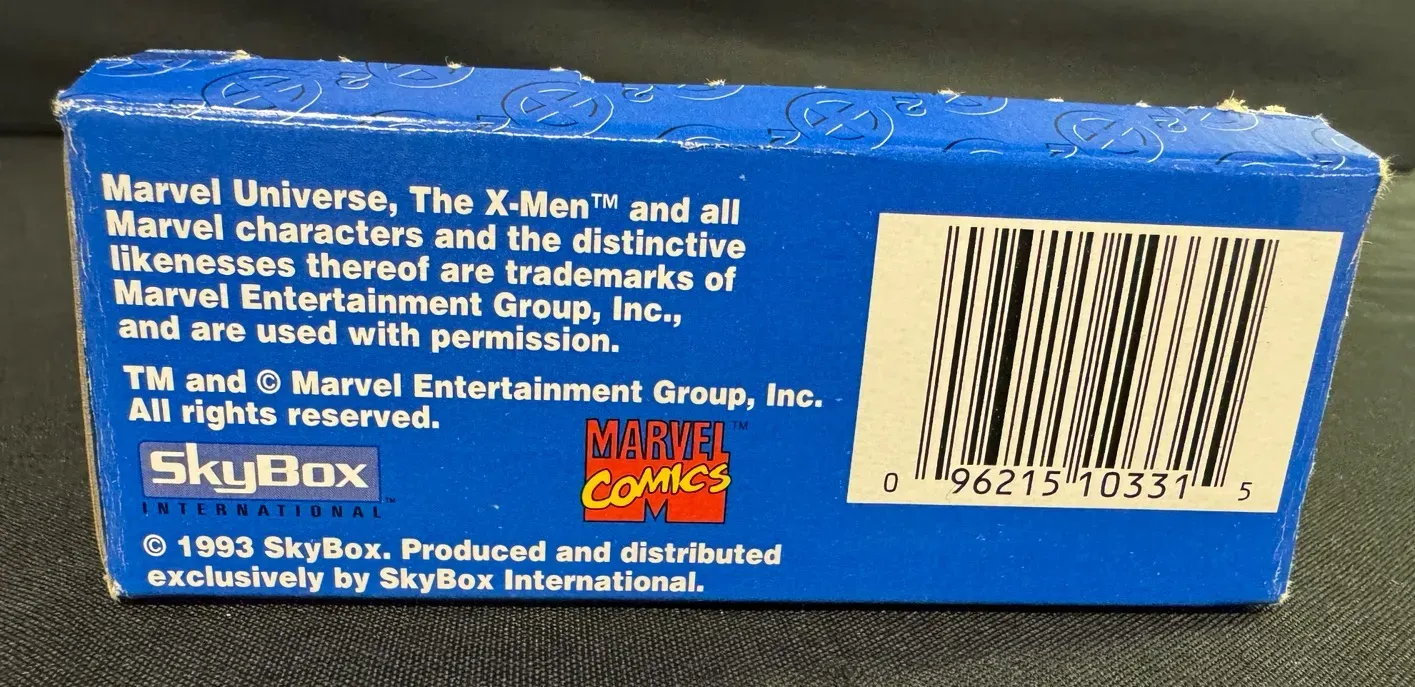 Marvel Universe, The X-Men™ and all
Marvel characters and the distinctive
likenesses thereof are trademarks of
Marvel Entertainment Group, Inc.,
and are used with permission.
TM and © Marvel Entertainment Group, Inc.
All rights reserved.
SkyBox™
INTERNATIONAL
MARVEL™
COMICS
© 1993 SkyBox. Produced and distributed
exclusively by SkyBox International.
0 96215 10331 5